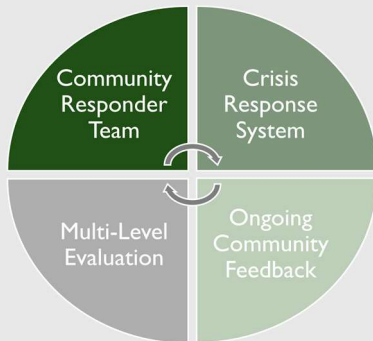 Community
Responder
Team
Crisis
Response
System
Multi-Level
Evaluation
Ongoing
Community
Feedback